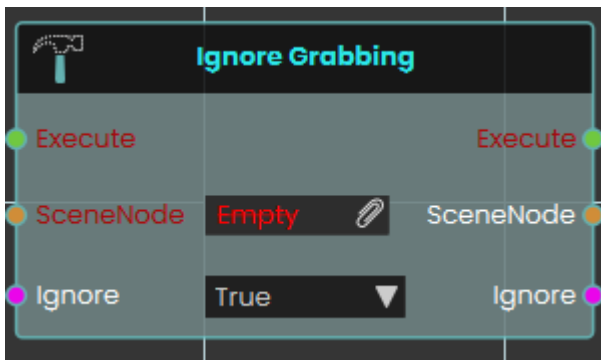 Ignore Grabbing
Execute Execute
SceneNode Empty SceneNode
Ignore True Ignore